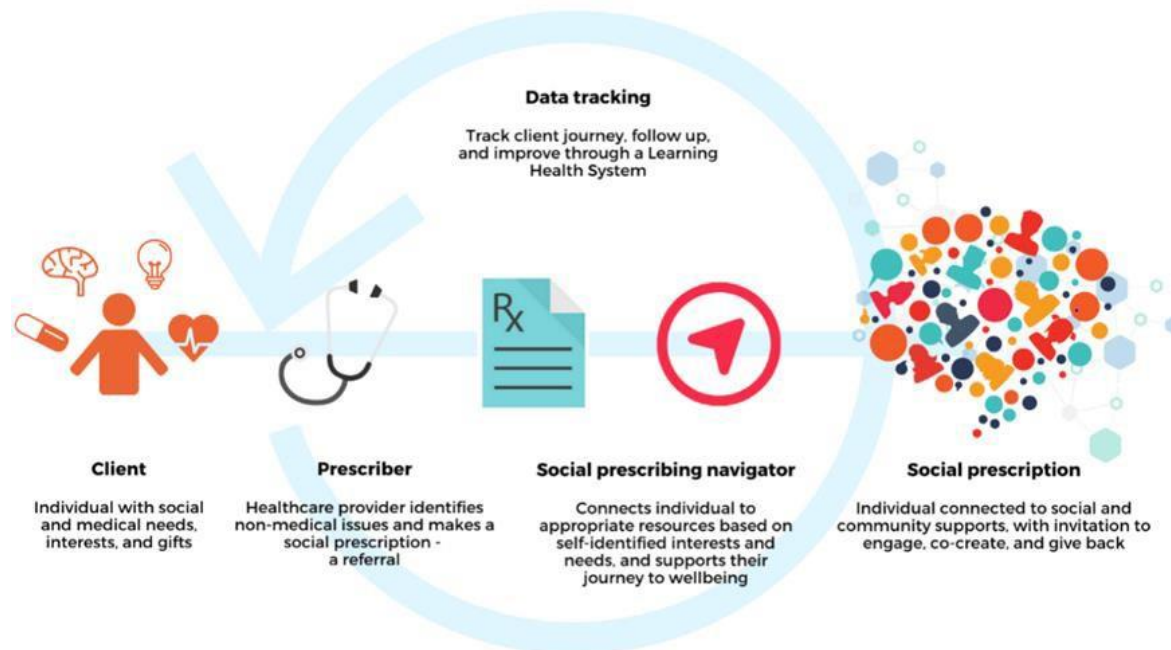 Data tracking
Track client journey, follow up,
and improve through a Learning
Health System
Rx
Client
Individual with social
and medical needs,
interests, and gifts
Prescriber
Healthcare provider identifies
non-medical issues and makes a
social prescription -
a referral
Social prescribing navigator
Connects individual to
appropriate resources based on
self-identified interests and
needs, and supports their
journey to wellbeing
Social prescription
Individual connected to social and
community supports, with invitation to
engage, co-create, and give back